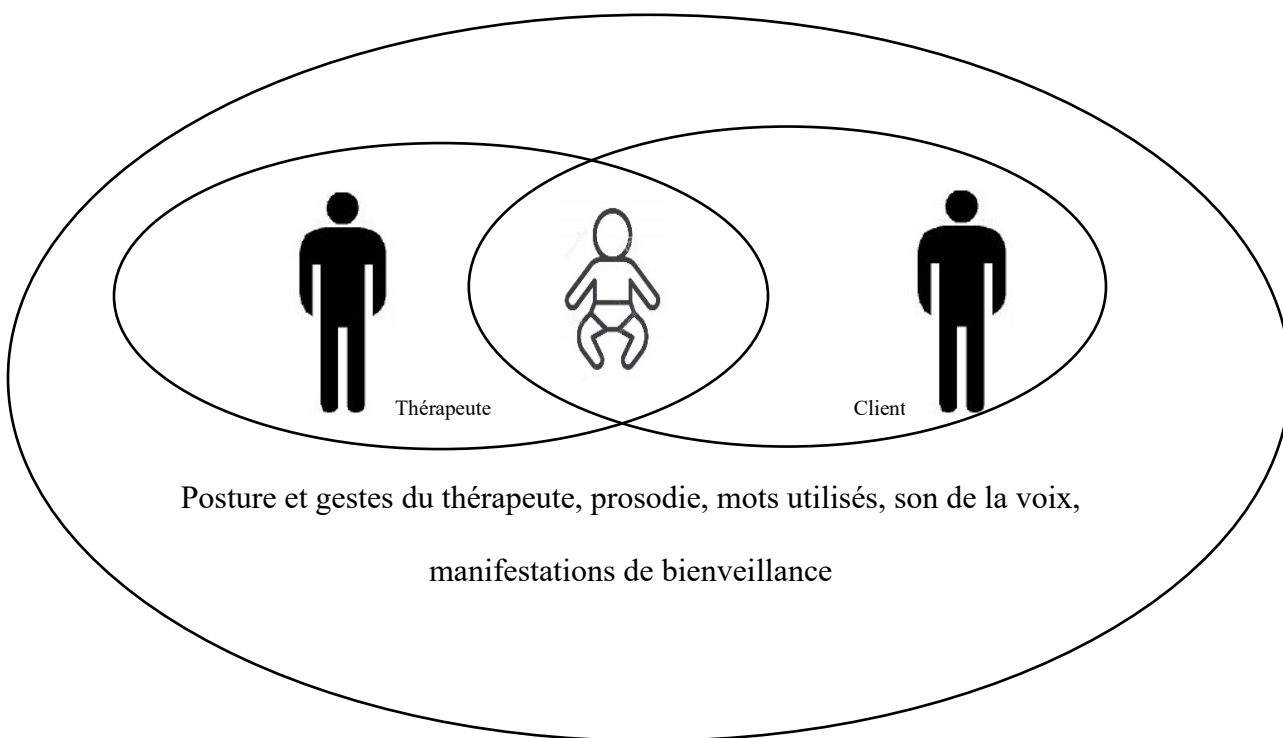 Thérapeute
Client
Posture et gestes du thérapeute, prosodie, mots utilisés, son de la voix,
manifestations de bienveillance